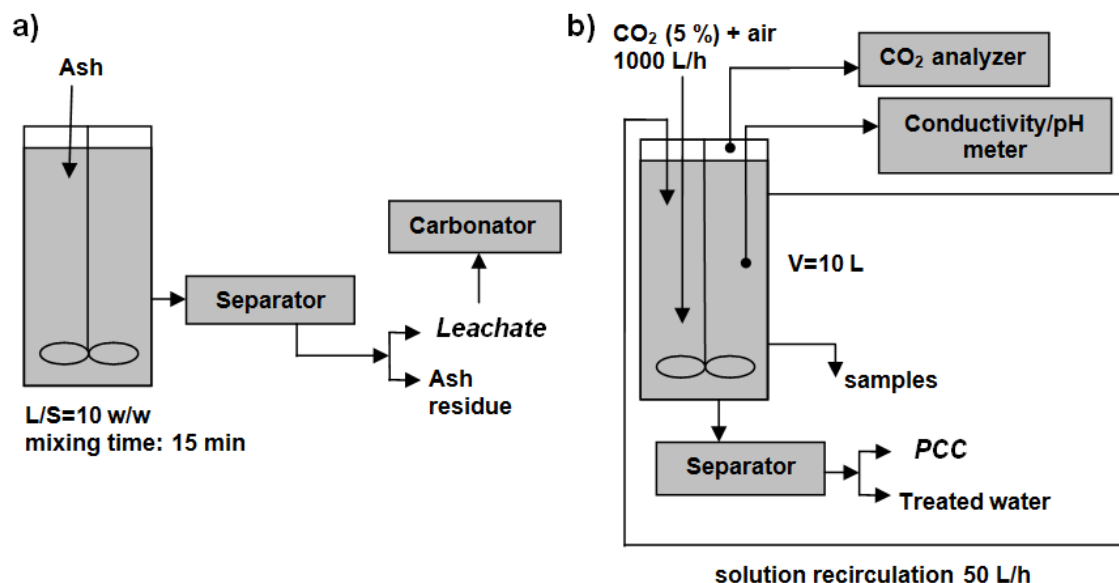 a)
Ash
Carbonator
Separator
Leachate
Ash
residue
L/S=10 w/w
mixing time: 15 min
b)
CO₂ (5 %) + air
1000 L/h
CO₂ analyzer
Conductivity/pH
meter
V=10 L
samples
Separator
PCC
Treated water
solution recirculation 50 L/h